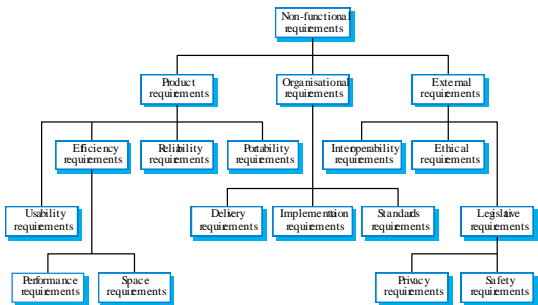 Non-functional
requirements
Product
requirements
Organisational
requirements
External
requirements
Efficiency
requirements
Reliability
requirements
Portability
requirements
Interoperability
requirements
Ethical
requirements
Usability
requirements
Delivery
requirements
Implementation
requirements
Standards
requirements
Legislative
requirements
Performance
requirements
Space
requirements
Privacy
requirements
Safety
requirements